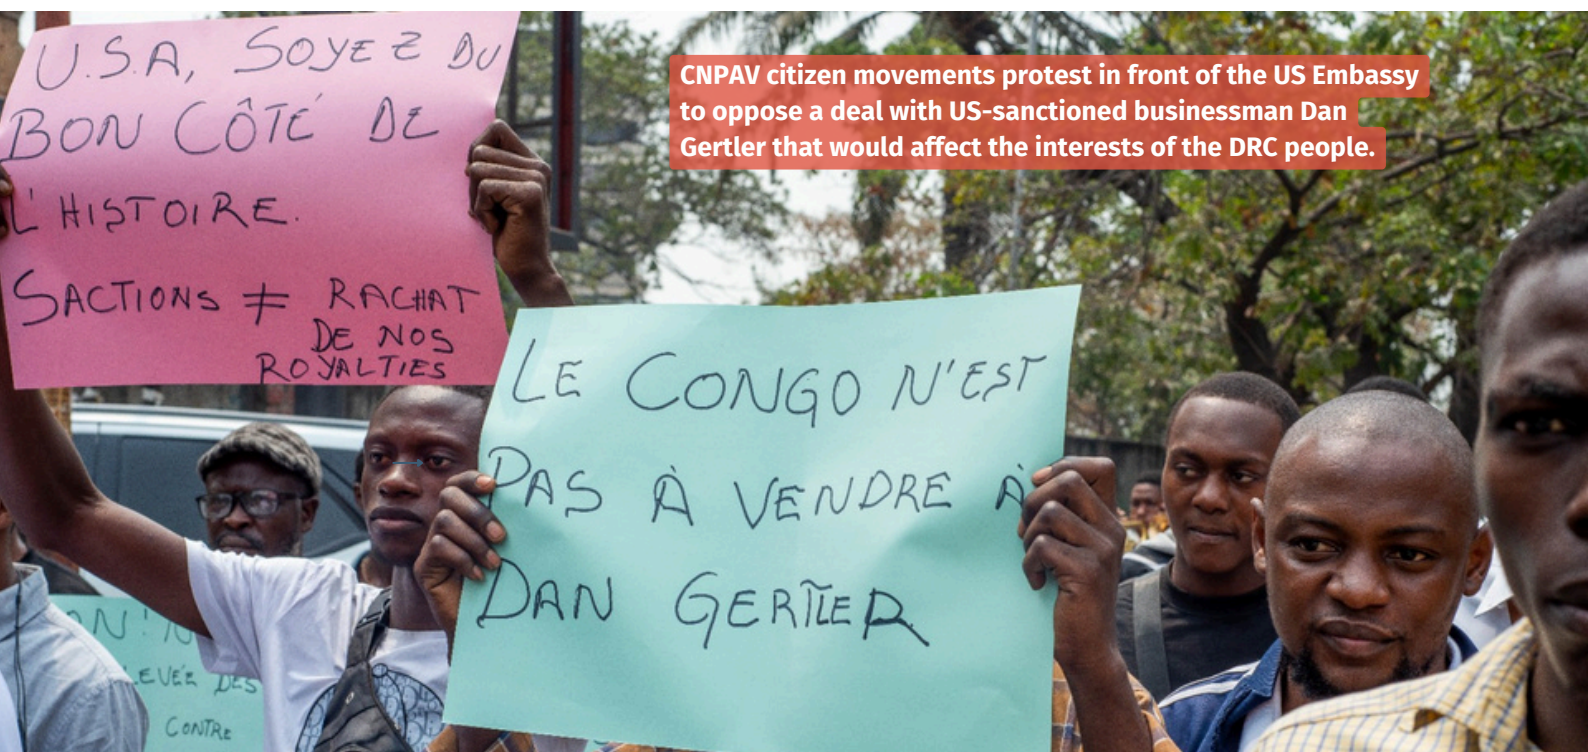 CNPAV citizen movements protest in front of the US Embassy
to oppose a deal with US-sanctioned businessman Dan
Gertler that would affect the interests of the DRC people.
U.S.A, SOYEZ DU
BON CÔTÉ DE
L'HISTOIRE.
SACTIONS ≠ RACHAT
DE NOS
ROYALTIES
LE CONGO N'EST
PAS À VENDRE À
DAN GERTLER
DES
CONTRE